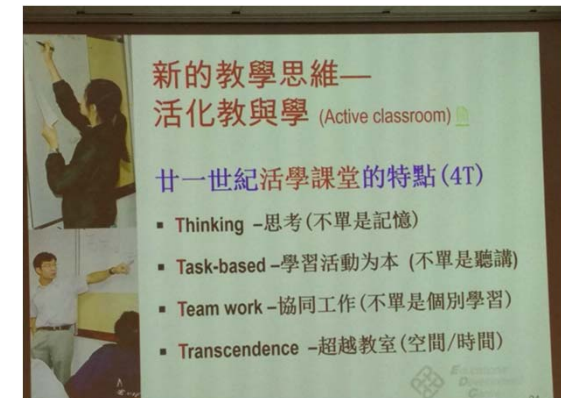 新的教學思維—
活化教與學 (Active classroom)
廿一世紀活學課堂的特點(4T)
▪ Thinking –思考(不單是記憶)
▪ Task-based –學習活動为本 (不單是聽講)
▪ Team work –協同工作(不單是個別學習)
▪ Transcendence –超越教室(空間/時間)